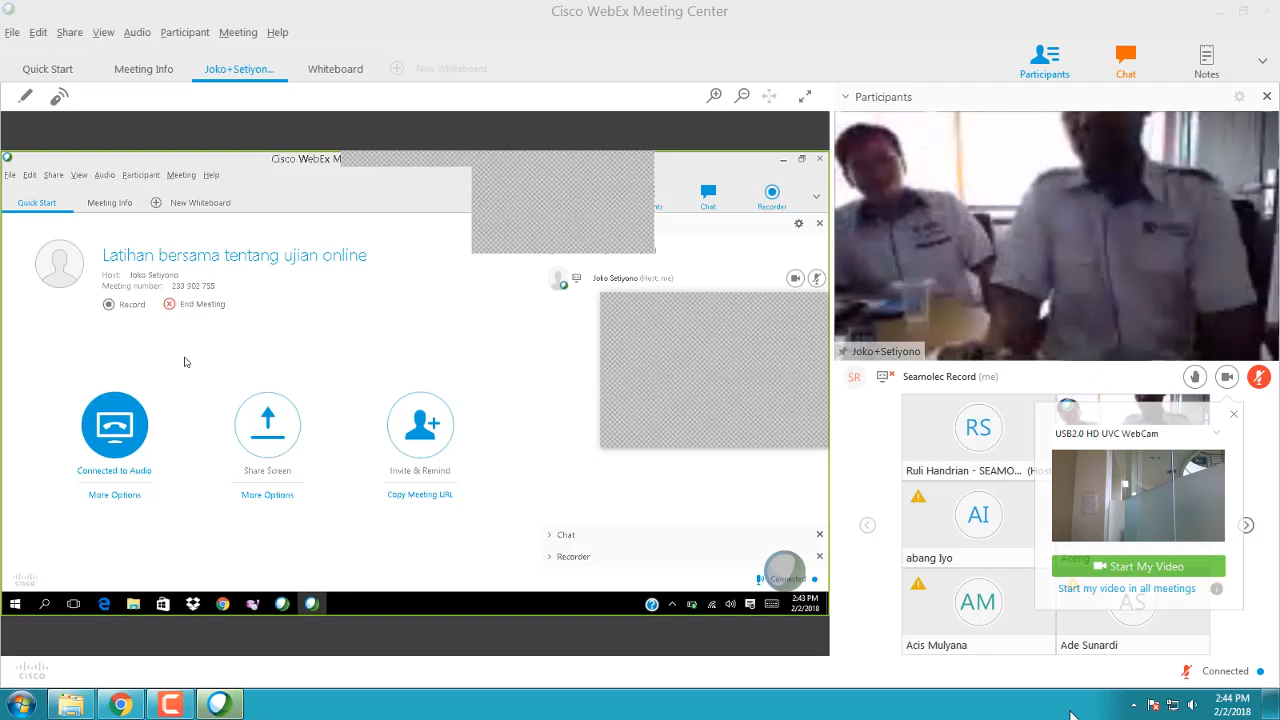 Cisco WebEx Meeting Center
File Edit Share View Audio Participant Meeting Help
Quick Start Meeting Info Joko+Setiyon... Whiteboard New Whiteboard
Participants Chat Notes
Participants
Cisco WebEx M
File Edit Share View Audio Participant Meeting Help
Quick Start Meeting Info New Whiteboard
nts Chat Recorder
Latihan bersama tentang ujian online
Host: Joko Setiyono
Meeting number: 233 902 755
Record End Meeting
Joko Setiyono (Host, me)
Connected to Audio Share Screen Invite & Remind
More Options More Options Copy Meeting URL
Chat
Recorder
Connected
cisco
2:43 PM
2/2/2018
Joko+Setiyono
SR Seamolec Record (me)
RS
Ruli Handrian - SEAMO... (Host
USB2.0 HD UVC WebCam
AI
abang Iyo
Aceng
Start My Video
Start my video in all meetings
AM AS
Acis Mulyana Ade Sunardi
cisco
Connected
2:44 PM
2/2/2018